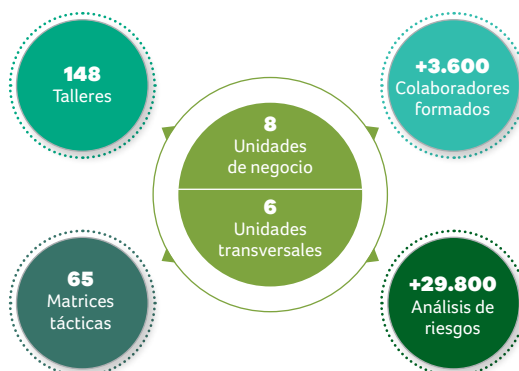 148
Talleres
+3.600
Colaboradores
formados
8
Unidades
de negocio
6
Unidades
transversales
65
Matrices
tácticas
+29.800
Análisis de
riesgos